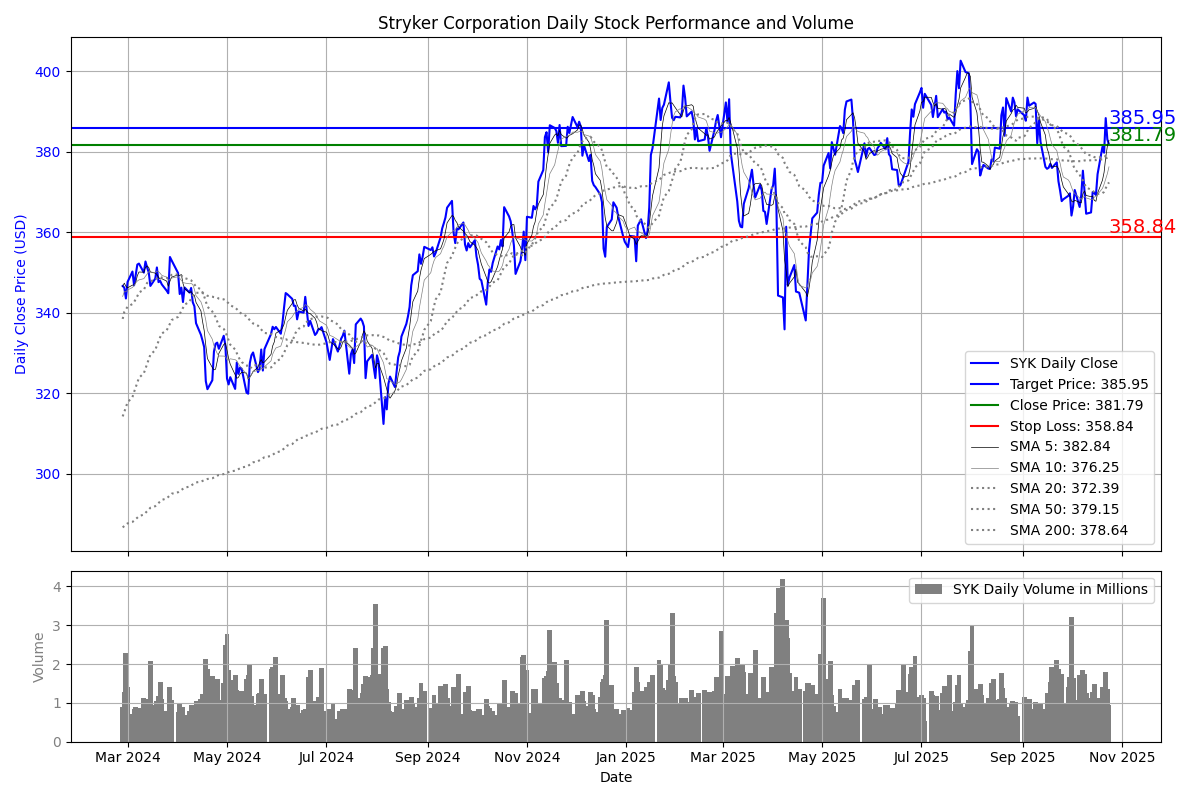 Stryker Corporation Daily Stock Performance and Volume
Daily Close Price (USD)
400
380
360
340
320
300
385.95
381.79
358.84
SYK Daily Close
Target Price: 385.95
Close Price: 381.79
Stop Loss: 358.84
SMA 5: 382.84
SMA 10: 376.25
SMA 20: 372.39
SMA 50: 379.15
SMA 200: 378.64
Volume
4
3
2
1
0
SYK Daily Volume in Millions
Mar 2024 May 2024 Jul 2024 Sep 2024 Nov 2024 Jan 2025 Mar 2025 May 2025 Jul 2025 Sep 2025 Nov 2025
Date